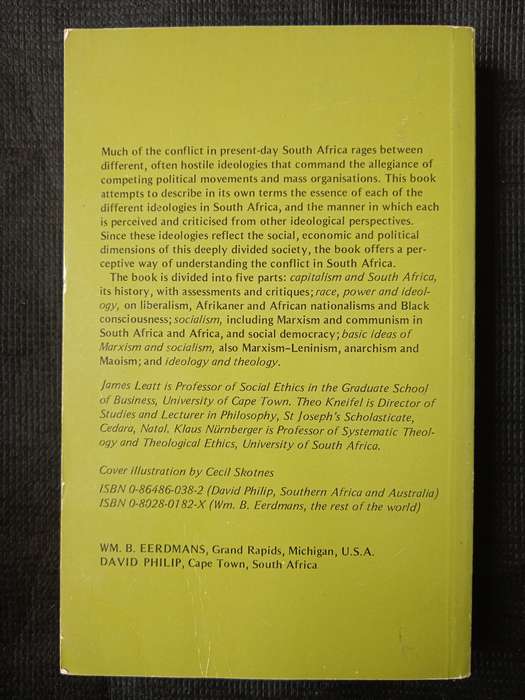 Much of the conflict in present-day South Africa rages between
different, often hostile ideologies that command the allegiance of
competing political movements and mass organisations. This book
attempts to describe in its own terms the essence of each of the
different ideologies in South Africa, and the manner in which each
is perceived and criticised from other ideological perspectives.
Since these ideologies reflect the social, economic and political
dimensions of this deeply divided society, the book offers a per-
ceptive way of understanding the conflict in South Africa.
The book is divided into five parts: capitalism and South Africa,
its history, with assessments and critiques; race, power and ideol-
ogy, on liberalism, Afrikaner and African nationalisms and Black
consciousness; socialism, including Marxism and communism in
South Africa and Africa, and social democracy; basic ideas of
Marxism and socialism, also Marxism–Leninism, anarchism and
Maoism; and ideology and theology.
James Leatt is Professor of Social Ethics in the Graduate School
of Business, University of Cape Town. Theo Kneifel is Director of
Studies and Lecturer in Philosophy, St Joseph's Scholasticate,
Cedara, Natal. Klaus Nürnberger is Professor of Systematic Theol-
ogy and Theological Ethics, University of South Africa.
Cover illustration by Cecil Skotnes
ISBN 0-86486-038-2 (David Philip, Southern Africa and Australia)
ISBN 0-8028-0182-X (Wm. B. Eerdmans, the rest of the world)
WM. B. EERDMANS, Grand Rapids, Michigan, U.S.A.
DAVID PHILIP, Cape Town, South Africa